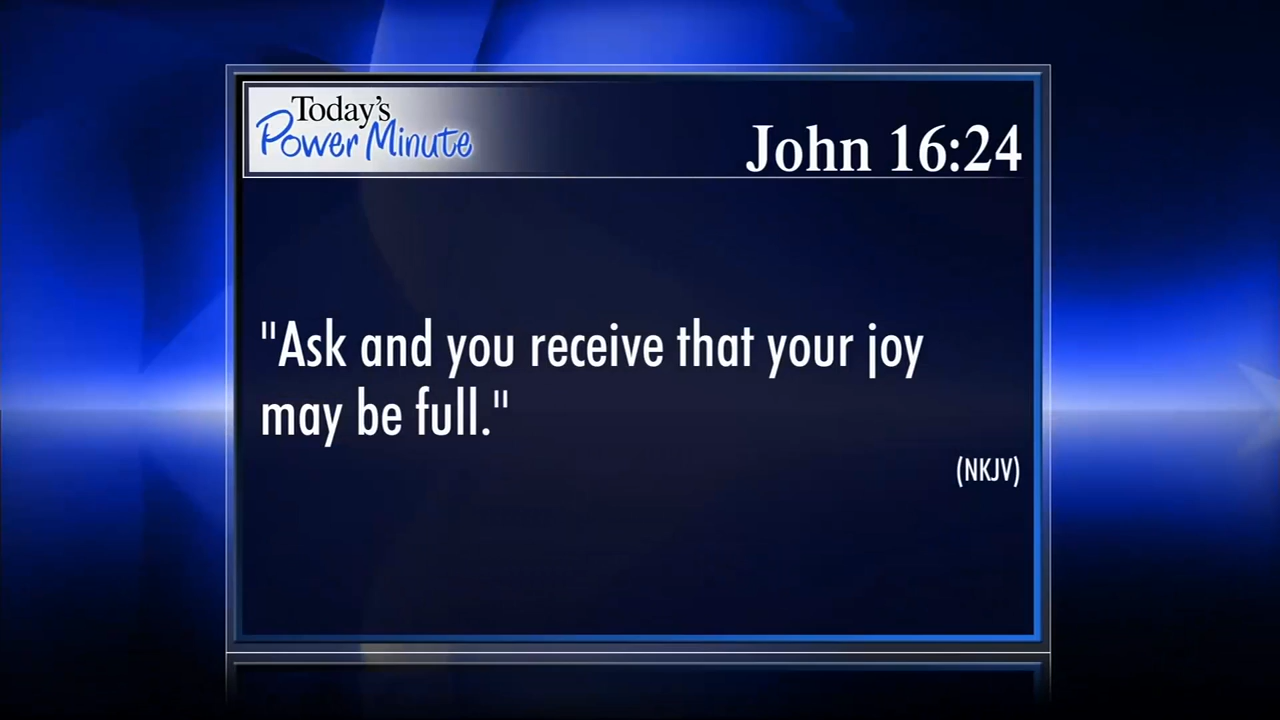 Today's
Power Minute
John 16:24
"Ask and you receive that your joy
may be full."
(NKJV)